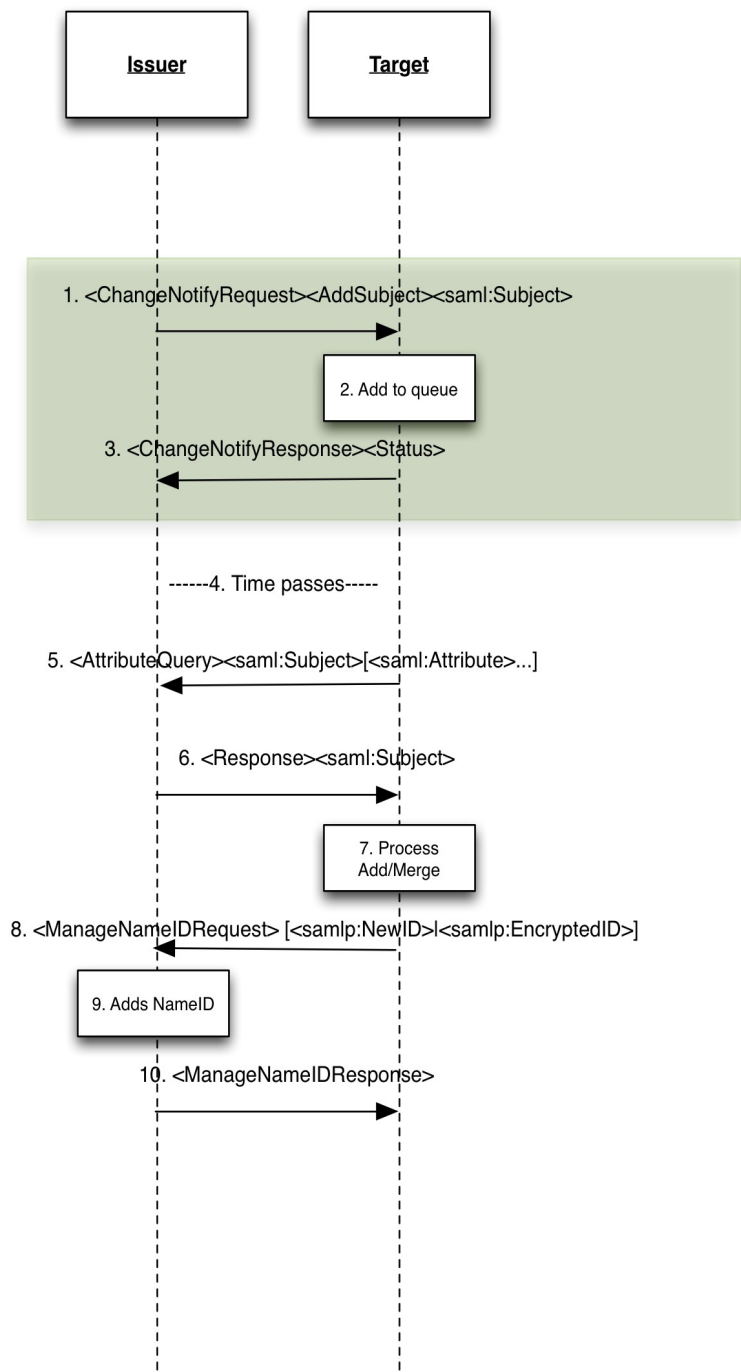 Issuer
Target
1. <ChangeNotifyRequest><AddSubject><saml:Subject>
2. Add to queue
3. <ChangeNotifyResponse><Status>
------4. Time passes-----
5. <AttributeQuery><saml:Subject>[<saml:Attribute>...]
6. <Response><saml:Subject>
7. Process
Add/Merge
8. <ManageNameIDRequest> [<samlp:NewID>|<samlp:EncryptedID>]
9. Adds NameID
10. <ManageNameIDResponse>